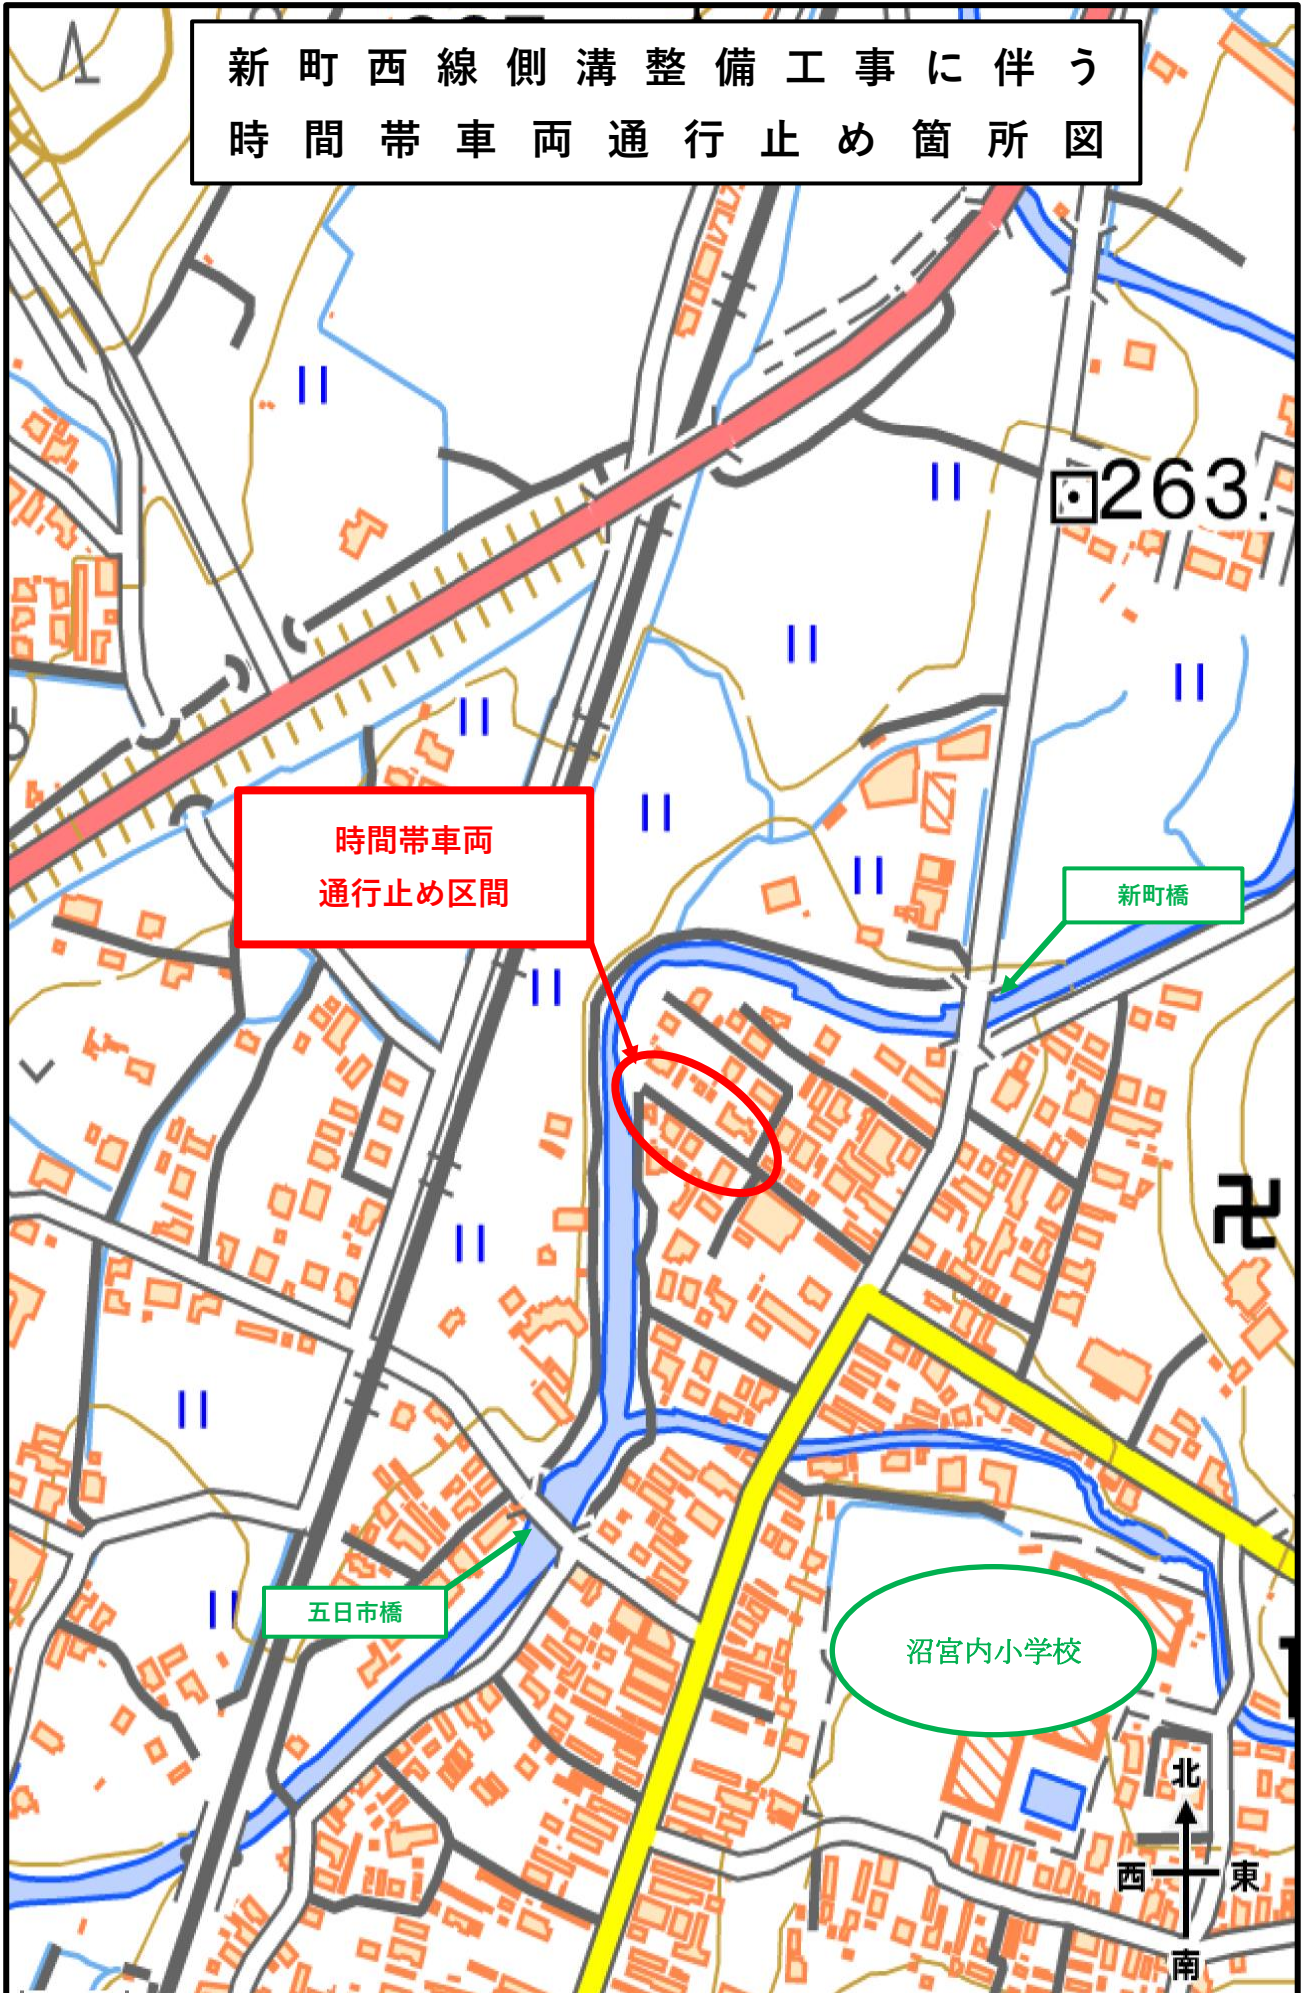 新町西線側溝整備工事に伴う
時間帯車両通行止め箇所図
263.
時間帯車両
通行止め区間
新町橋
五日市橋
沼宮内小学校
北
西 東
南